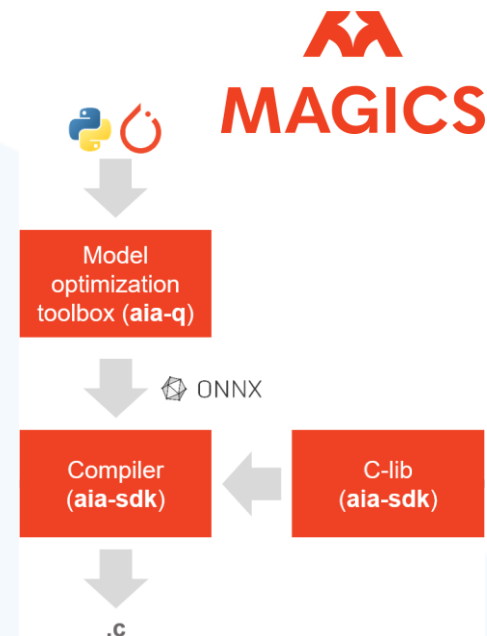 MAGICS
Model
optimization
toolbox (aia-q)
ONNX
Compiler
(aia-sdk)
C-lib
(aia-sdk)
.c